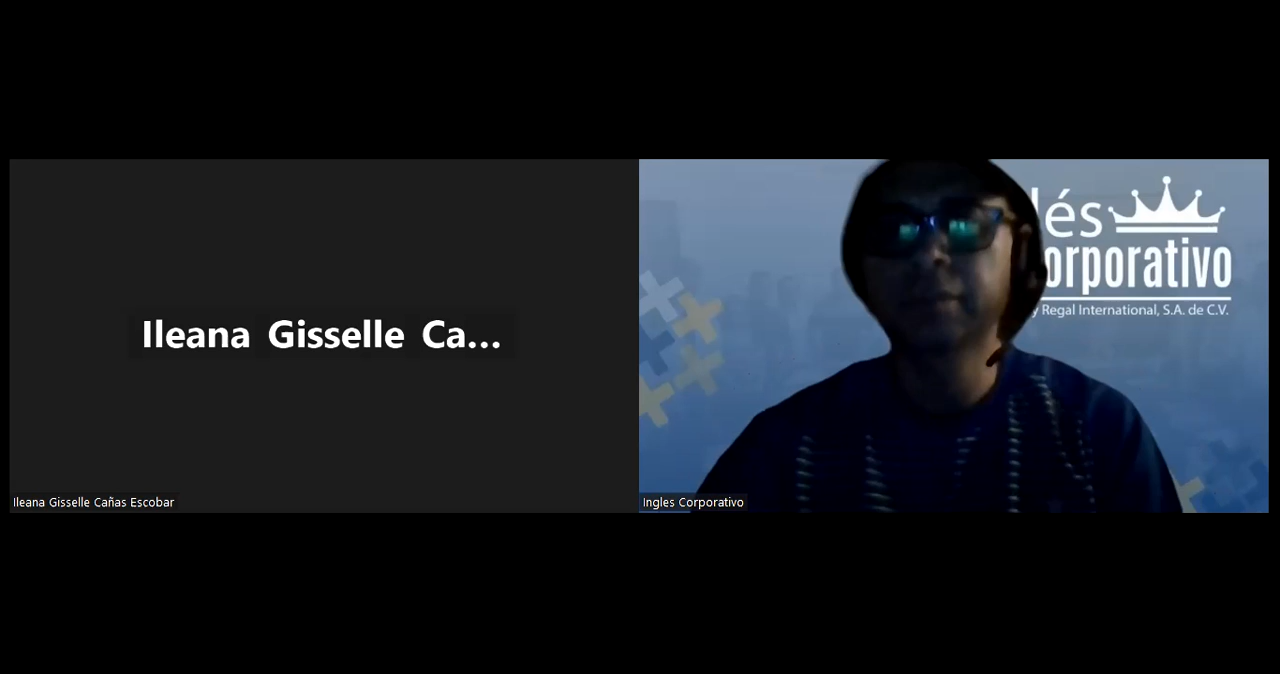 Ileana Gisselle Ca...
Ileana Gisselle Cañas Escobar
lés
orporativo
y Regal International, S.A. de C.V.
Ingles Corporativo